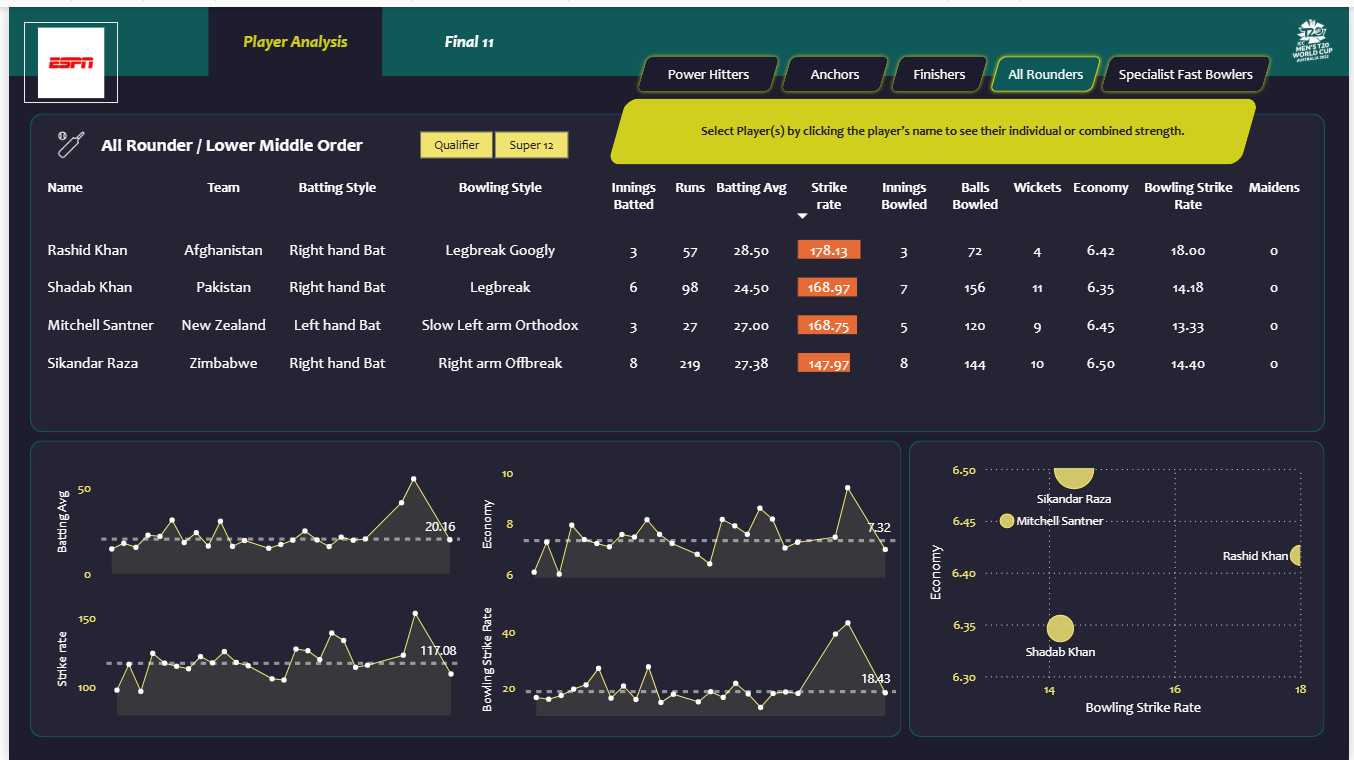 Player Analysis
Final 11
ESPN
T20
MEN'S T20
WORLD CUP
AUSTRALIA 2022
Power Hitters
Anchors
Finishers
All Rounders
Specialist Fast Bowlers
Select Player(s) by clicking the player's name to see their individual or combined strength.
All Rounder / Lower Middle Order
Qualifier
Super 12
Name Team Batting Style Bowling Style Innings Batted Runs Batting Avg Strike rate Innings Bowled Balls Bowled Wickets Economy Bowling Strike Rate Maidens
Rashid Khan Afghanistan Right hand Bat Legbreak Googly 3 57 28.50 178.13 3 72 4 6.42 18.00 0
Shadab Khan Pakistan Right hand Bat Legbreak 6 98 24.50 168.97 7 156 11 6.35 14.18 0
Mitchell Santner New Zealand Left hand Bat Slow Left arm Orthodox 3 27 27.00 168.75 5 120 9 6.45 13.33 0
Sikandar Raza Zimbabwe Right hand Bat Right arm Offbreak 8 219 27.38 147.97 8 144 10 6.50 14.40 0
Batting Avg
50
0
20.16
Economy
10
8
6
7.32
Strike rate
150
100
117.08
Bowling Strike Rate
40
20
18.43
Economy
6.50
6.45
6.40
6.35
6.30
Sikandar Raza
Mitchell Santner
Rashid Khan
Shadab Khan
14
16
18
Bowling Strike Rate